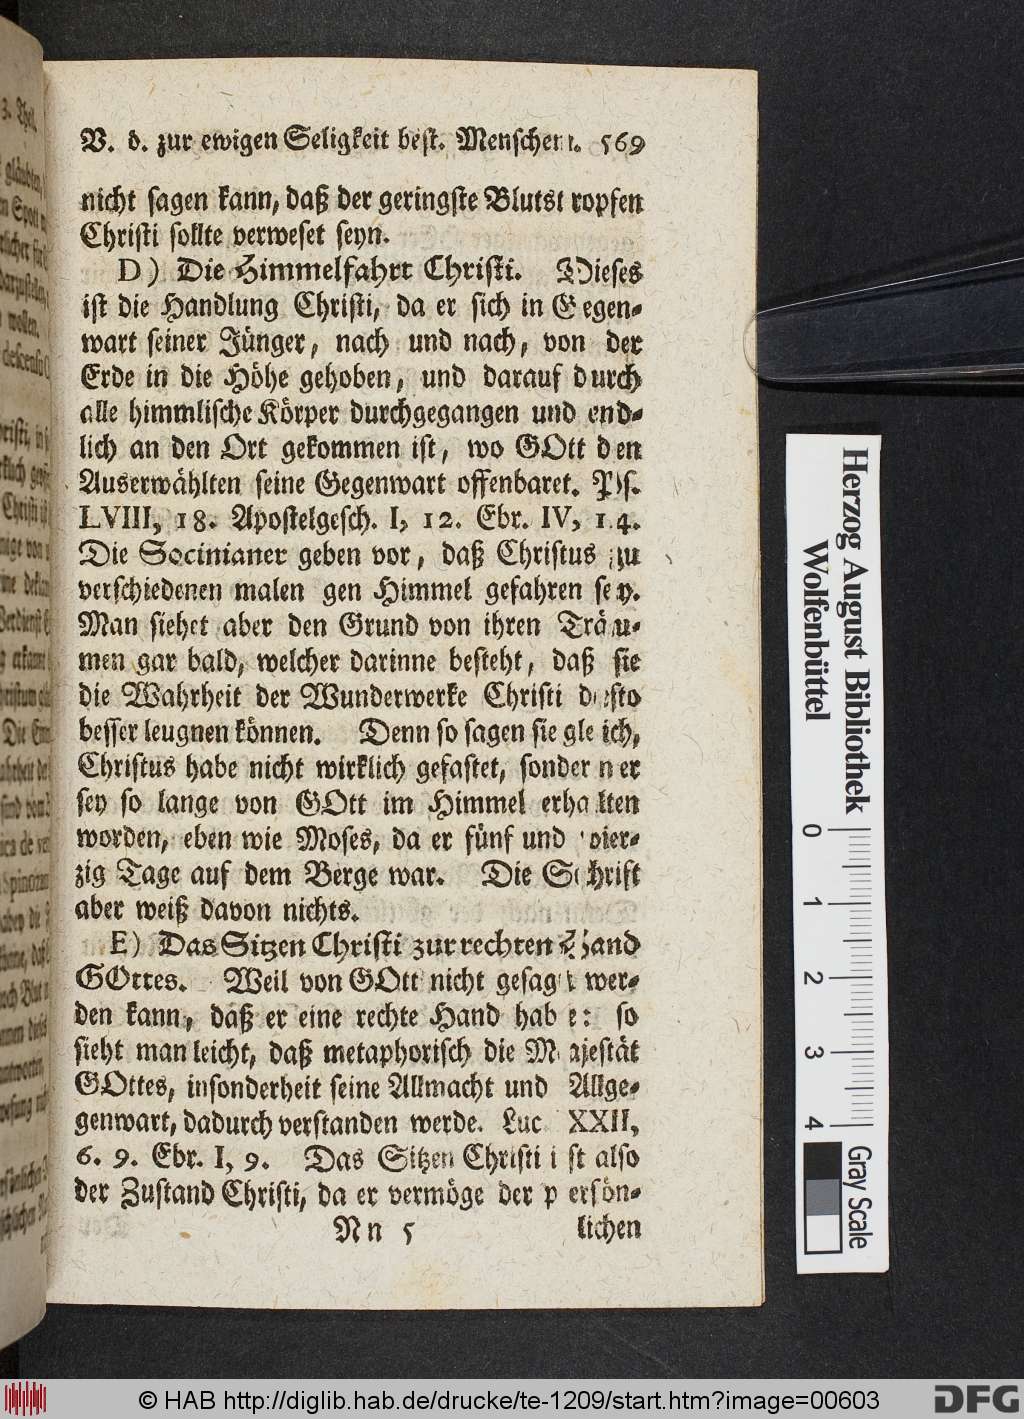 V. d. zur ewigen Seligkeit best. Menschen. 569
nicht sagen kann, daß der geringste Blutstropfen
Christi sollte verweset seyn.
D) Die Himmelfahrt Christi. Dieses
ist die Handlung Christi, da er sich in Gegen-
wart seiner Jünger, nach und nach, von der
Erde in die Höhe gehoben, und darauf durch
alle himmlische Körper durchgegangen und end-
lich an den Ort gekommen ist, wo GOtt den
Auserwählten seine Gegenwart offenbaret. Ps.
LVIII, 18. Apostelgesch. I, 12. Ebr. IV, 14.
Die Socinianer geben vor, daß Christus zu
verschiedenen malen gen Himmel gefahren sey.
Man siehet aber den Grund von ihren Träu-
men gar bald, welcher darinne besteht, daß sie
die Wahrheit der Wunderwerke Christi desto
besser leugnen können. Denn so sagen sie gleich,
Christus habe nicht wirklich gefastet, sondern er
sey so lange von GOtt im Himmel erhalten
worden, eben wie Moses, da er fünf und vier-
zig Tage auf dem Berge war. Die Schrift
aber weiß davon nichts.
E) Das Sitzen Christi zur rechten Hand
GOttes. Weil von GOtt nicht gesagt wer-
den kann, daß er eine rechte Hand habe: so
sieht man leicht, daß metaphorisch die Majestät
GOttes, insonderheit seine Allmacht und Allge-
genwart, dadurch verstanden werde. Luc XXII,
6. 9. Ebr. I, 9. Das Sitzen Christi ist also
der Zustand Christi, da er vermöge der persön-
Nn 5 lichen
Herzog August Bibliothek
Wolfenbüttel
0 1 2 3 4
Gray Scale
© HAB http://diglib.hab.de/drucke/te-1209/start.htm?image=00603
DFG